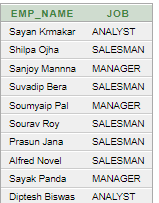 EMP_NAME JOB
Sayan Krmakar ANALYST
Shilpa Ojha SALESMAN
Sanjoy Mannna MANAGER
Suvadip Bera SALESMAN
Soumyaip Pal MANAGER
Sourav Roy SALESMAN
Prasun Jana SALESMAN
Alfred Novel SALESMAN
Sayak Panda MANAGER
Diptesh Biswas ANALYST